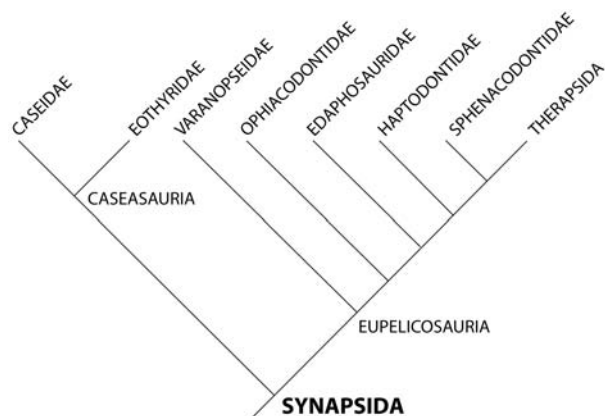 CASEIDAE
EOTHYRIDAE
VARANOPSEIDAE
OPHIACODONTIDAE
EDAPHOSAURIDAE
HAPTODONTIDAE
SPHENACODONTIDAE
THERAPSIDA
CASEASAURIA
EUPELICOSAURIA
SYNAPSIDA